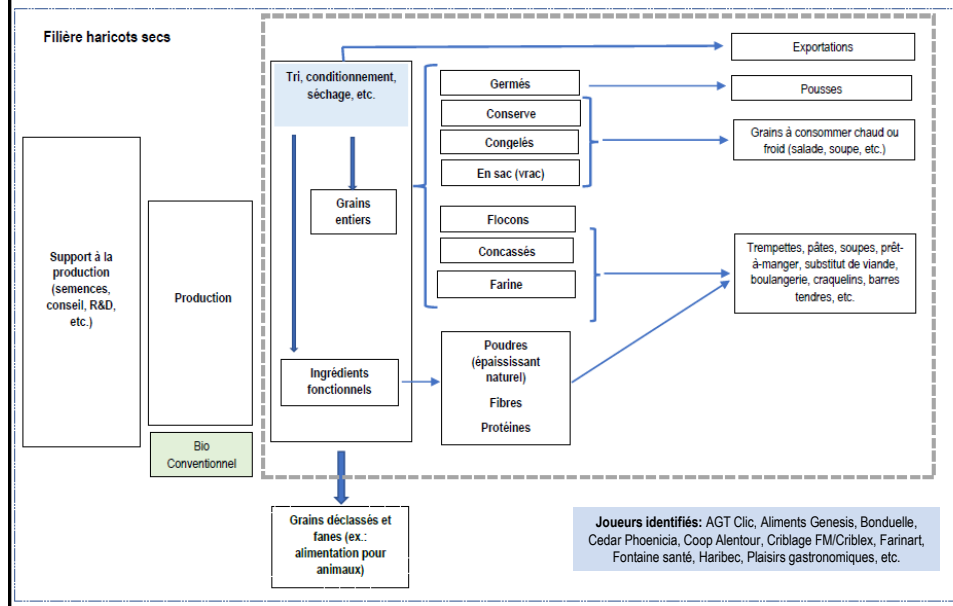 Filière haricots secs
Support à la
production
(semences,
conseil, R&D,
etc.)
Production
Bio
Conventionnel
Tri, conditionnement,
séchage, etc.
Grains
entiers
Ingrédients
fonctionnels
Grains déclassés et
fanes (ex.:
alimentation pour
animaux)
Germés
Conserve
Congelés
En sac (vrac)
Flocons
Concassés
Farine
Poudres
(épaississant
naturel)
Fibres
Protéines
Exportations
Pousses
Grains à consommer chaud ou
froid (salade, soupe, etc.)
Trempettes, pâtes, soupes, prêt-
à-manger, substitut de viande,
boulangerie, craquelins, barres
tendres, etc.
Joueurs identifiés: AGT Clic, Aliments Genesis, Bonduelle,
Cedar Phoenicia, Coop Alentour, Criblage FM/Criblex, Farinart,
Fontaine santé, Haribec, Plaisirs gastronomiques, etc.